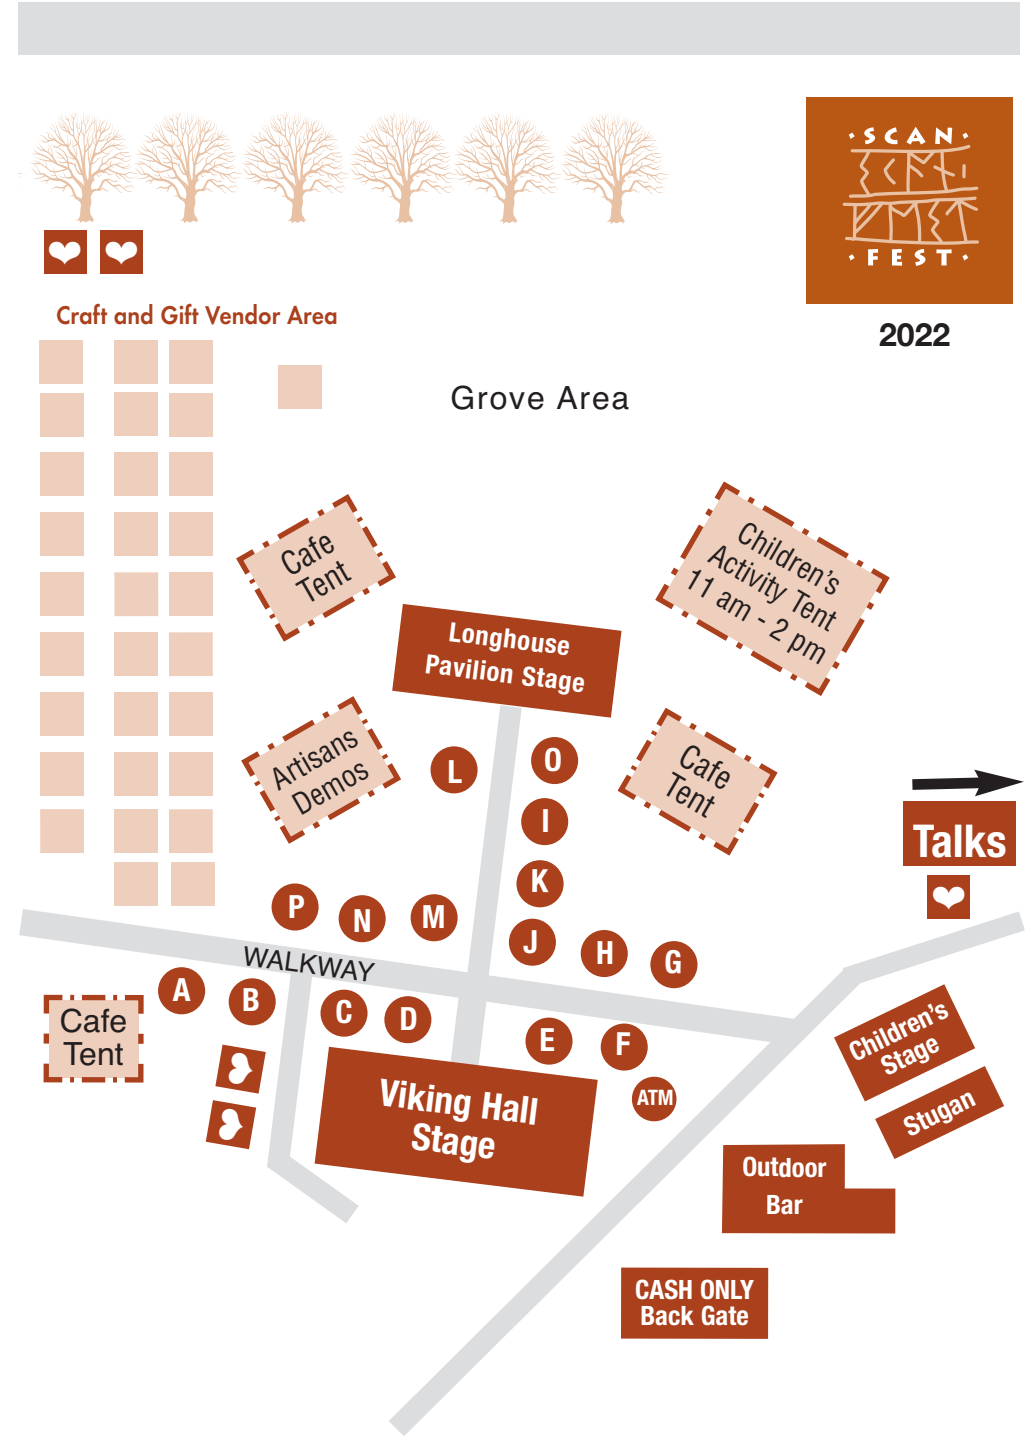 SCAN
FEST
2022
Craft and Gift Vendor Area
Grove Area
Cafe
Tent
Children's
Activity Tent
11 am - 2 pm
Longhouse
Pavilion Stage
Artisans
Demos
L
O
Cafe
Tent
I
Talks
K
P
N
M
J
H
G
WALKWAY
A
B
C
D
E
F
Cafe
Tent
Children's
Stage
Viking Hall
Stage
ATM
Stugan
Outdoor
Bar
CASH ONLY
Back Gate